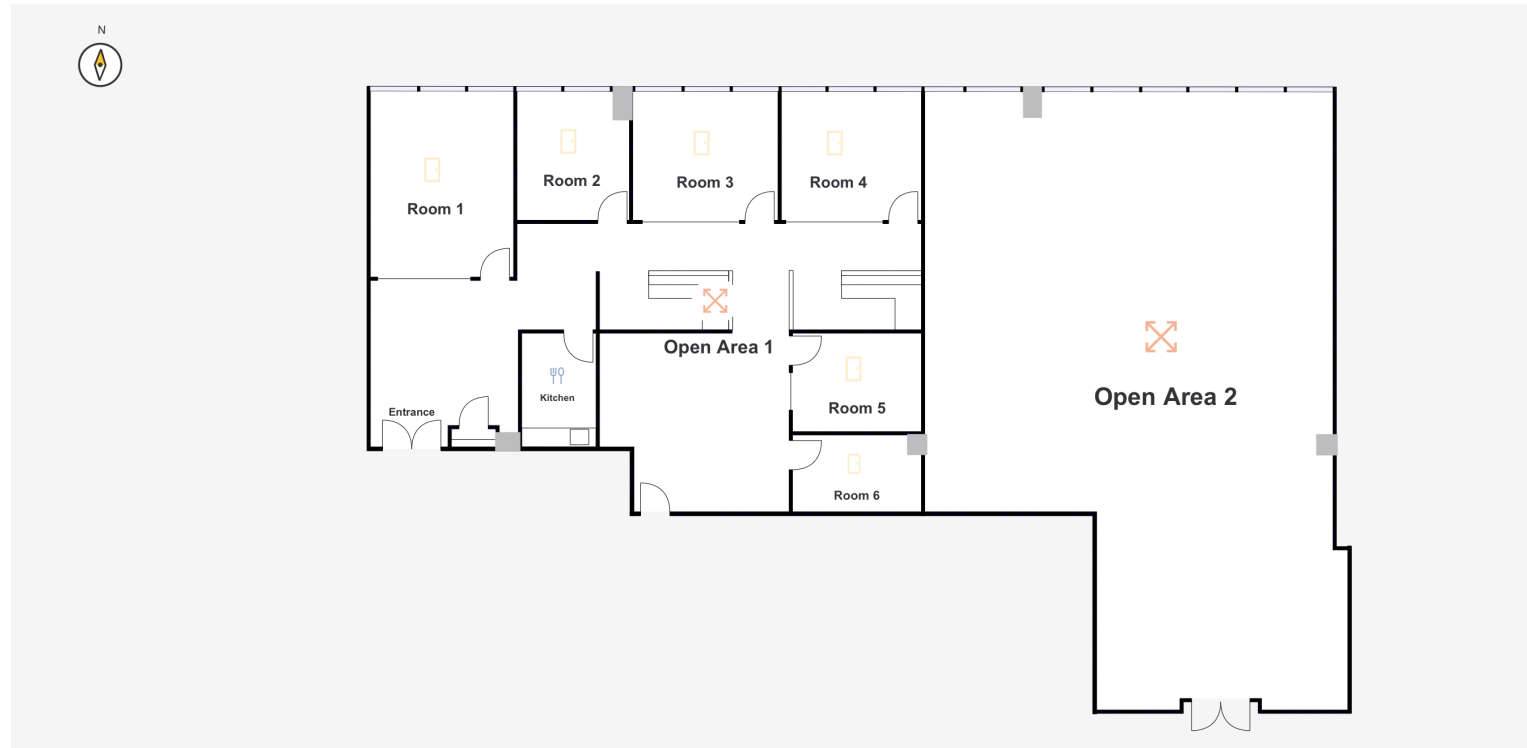 N
Room 1
Room 2
Room 3
Room 4
Open Area 1
Open Area 2
Kitchen
Entrance
Room 5
Room 6